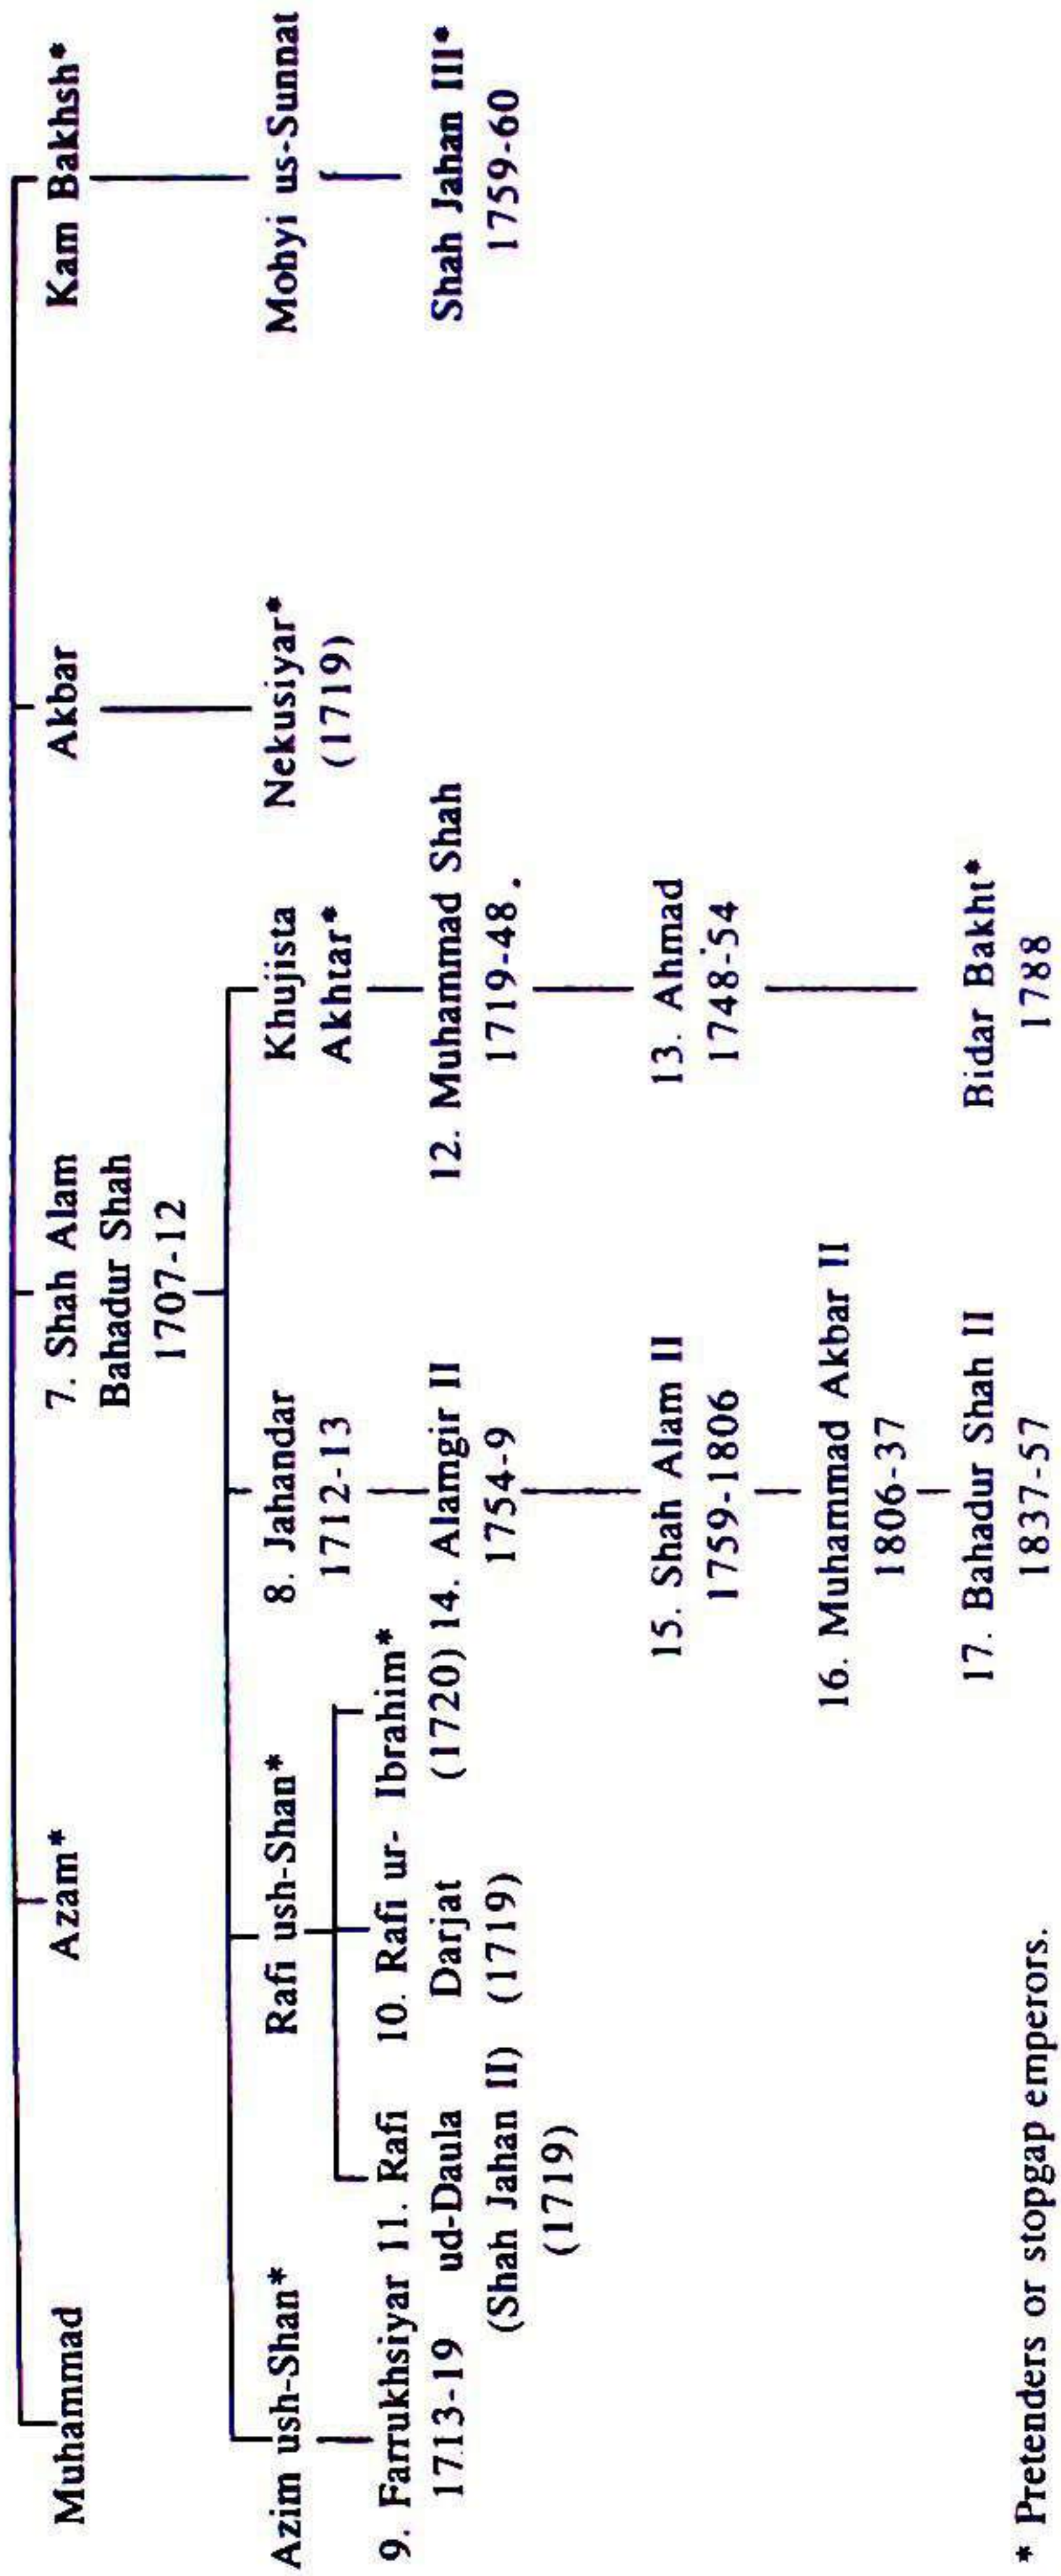 Muhammad
Azam*
7. Shah Alam
Bahadur Shah
1707-12
Akbar
Kam Bakhsh*
Azim ush-Shan*
Rafi ush-Shan*
8. Jahandar
1712-13
Khujista
Akhtar*
Nekusiyar*
(1719)
Mohyi us-Sunnat
9. Farrukhsiyar
1713-19
11. Rafi
ud-Daula
(Shah Jahan II)
(1719)
10. Rafi ur-
Darjat
(1719)
Ibrahim*
(1720)
14. Alamgir II
1754-9
12. Muhammad Shah
1719-48.
Shah Jahan III*
1759-60
15. Shah Alam II
1759-1806
13. Ahmad
1748-54
16. Muhammad Akbar II
1806-37
17. Bahadur Shah II
1837-57
Bidar Bakht*
1788
* Pretenders or stopgap emperors.